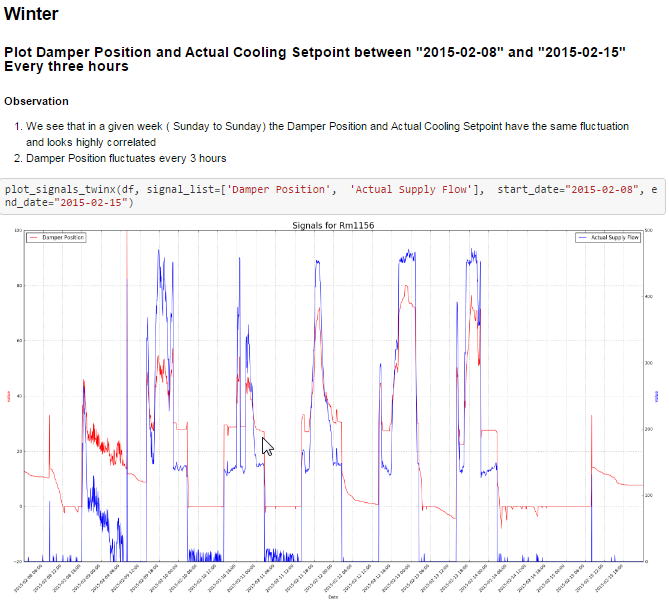 Winter
Plot Damper Position and Actual Cooling Setpoint between "2015-02-08" and "2015-02-15"
Every three hours
Observation
1. We see that in a given week ( Sunday to Sunday) the Damper Position and Actual Cooling Setpoint have the same fluctuation
and looks highly correlated
2. Damper Position fluctuates every 3 hours
plot_signals_twinx(df, signal_list=['Damper Position',  'Actual Supply Flow'],  start_date="2015-02-08", e
nd_date="2015-02-15")
Signals for Rm1156
Damper Position
Actual Supply Flow
100
80
60
40
20
0
−20
500
400
300
200
100
0
value
value
Date